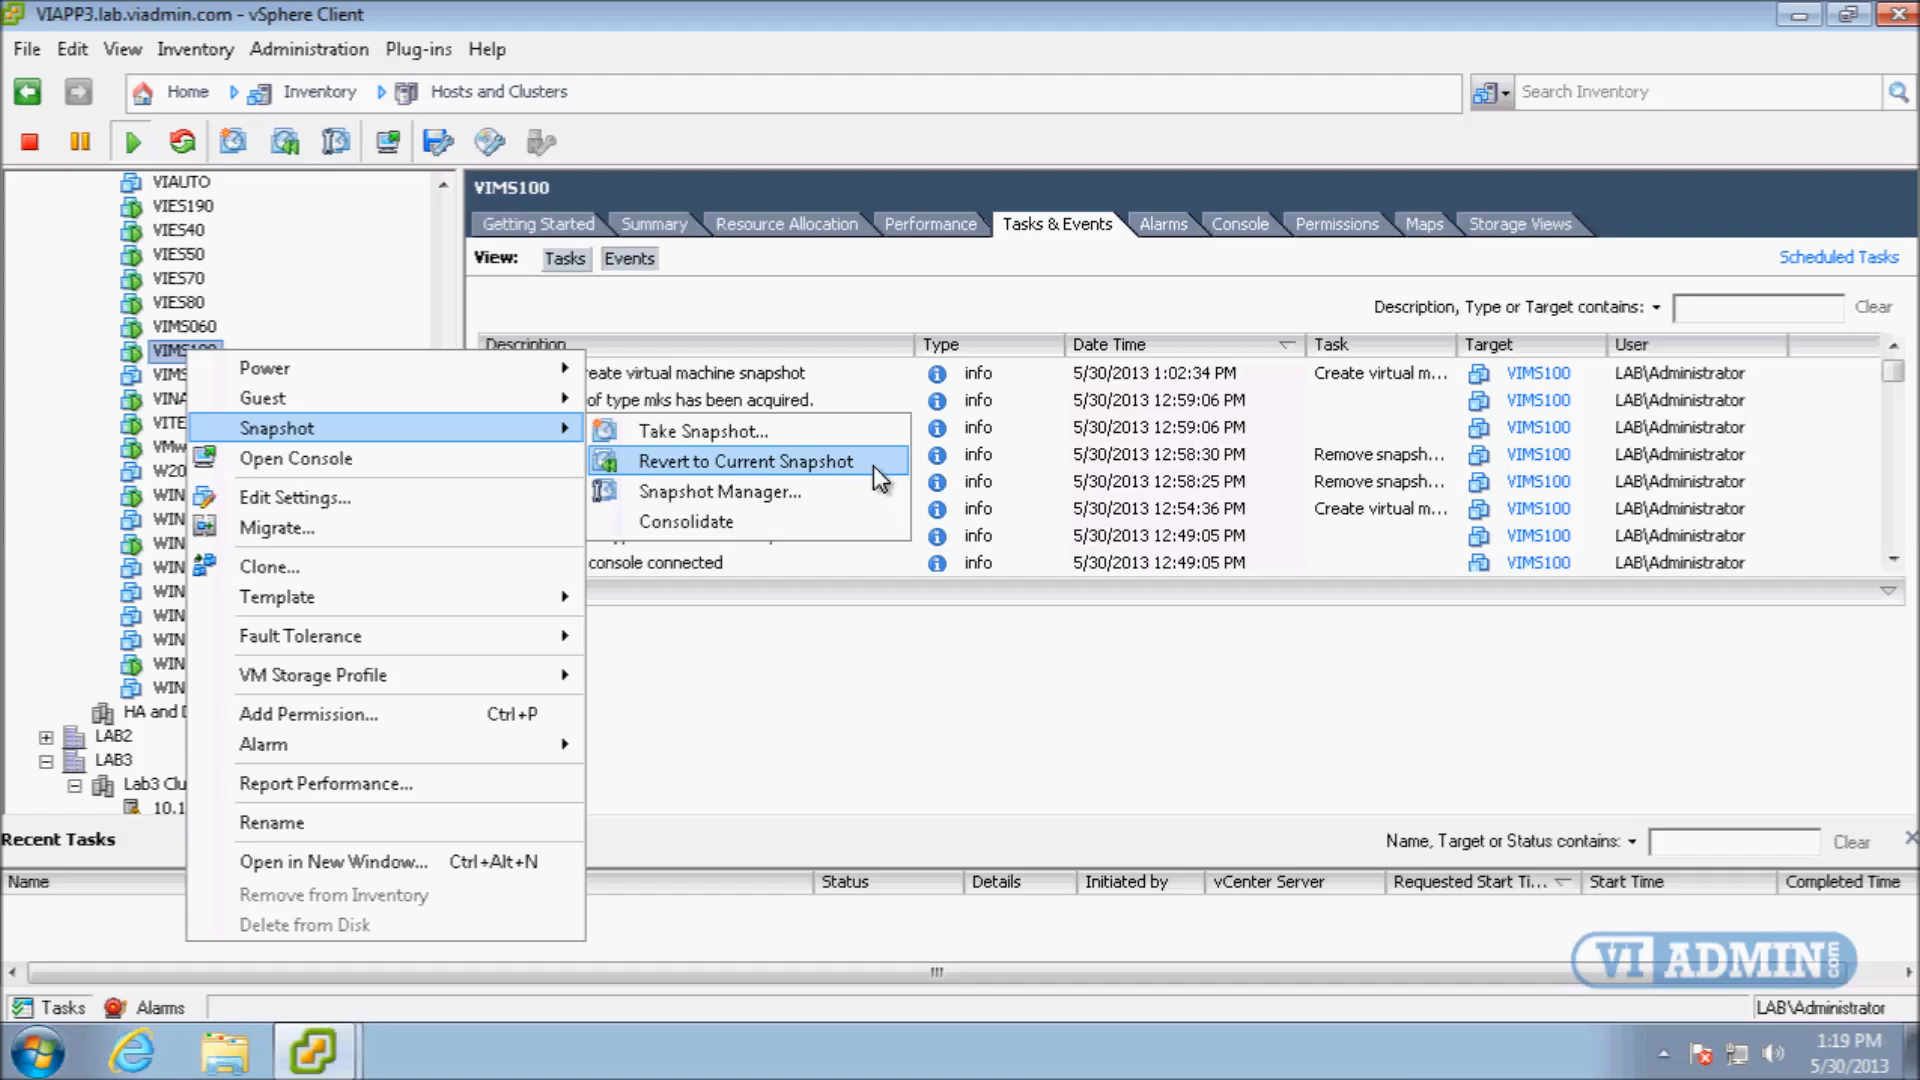 VIAPP3.lab.viadmin.com - vSphere Client
File Edit View Inventory Administration Plug-ins Help
Home Inventory Hosts and Clusters
Search Inventory
VIAUTO
VIES190
VIES40
VIES50
VIES70
VIES80
VIMS060
VIMS100
VIMS
VINA
VITE
VMw
W20
WIN
WIN
WIN
WIN
WIN
WIN
WIN
WIN
WIN
HA and D
LAB2
LAB3
Lab3 Clu
10.1
Power
Guest
Snapshot
Open Console
Edit Settings...
Migrate...
Clone...
Template
Fault Tolerance
VM Storage Profile
Add Permission... Ctrl+P
Alarm
Report Performance...
Rename
Open in New Window... Ctrl+Alt+N
Remove from Inventory
Delete from Disk
Take Snapshot...
Revert to Current Snapshot
Snapshot Manager...
Consolidate
VIMS100
Getting Started Summary Resource Allocation Performance Tasks & Events Alarms Console Permissions Maps Storage Views
View: Tasks Events
Scheduled Tasks
Description, Type or Target contains: Clear
Description Type Date Time Task Target User
reate virtual machine snapshot info 5/30/2013 1:02:34 PM Create virtual m... VIMS100 LAB\Administrator
of type mks has been acquired. info 5/30/2013 12:59:06 PM VIMS100 LAB\Administrator
info 5/30/2013 12:59:06 PM VIMS100 LAB\Administrator
info 5/30/2013 12:58:30 PM Remove snapsh... VIMS100 LAB\Administrator
info 5/30/2013 12:58:25 PM Remove snapsh... VIMS100 LAB\Administrator
info 5/30/2013 12:54:36 PM Create virtual m... VIMS100 LAB\Administrator
info 5/30/2013 12:49:05 PM VIMS100 LAB\Administrator
console connected info 5/30/2013 12:49:05 PM VIMS100 LAB\Administrator
Recent Tasks
Name, Target or Status contains: Clear
Name Status Details Initiated by vCenter Server Requested Start Ti... Start Time Completed Time
VI ADMIN.com
Tasks Alarms
LAB\Administrator
1:19 PM
5/30/2013